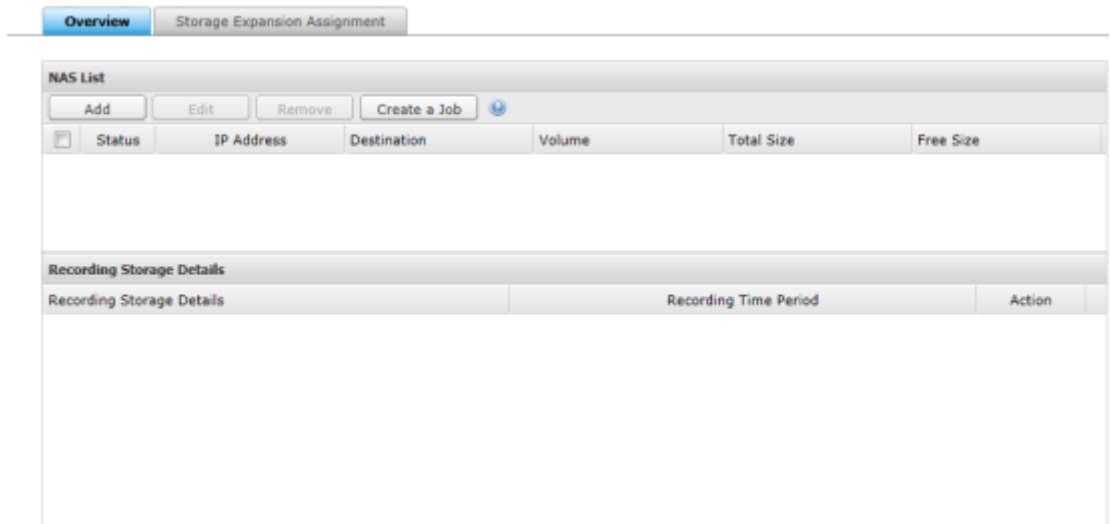 Overview Storage Expansion Assignment
NAS List
Add Edit Remove Create a Job
Status IP Address Destination Volume Total Size Free Size
Recording Storage Details
Recording Storage Details Recording Time Period Action